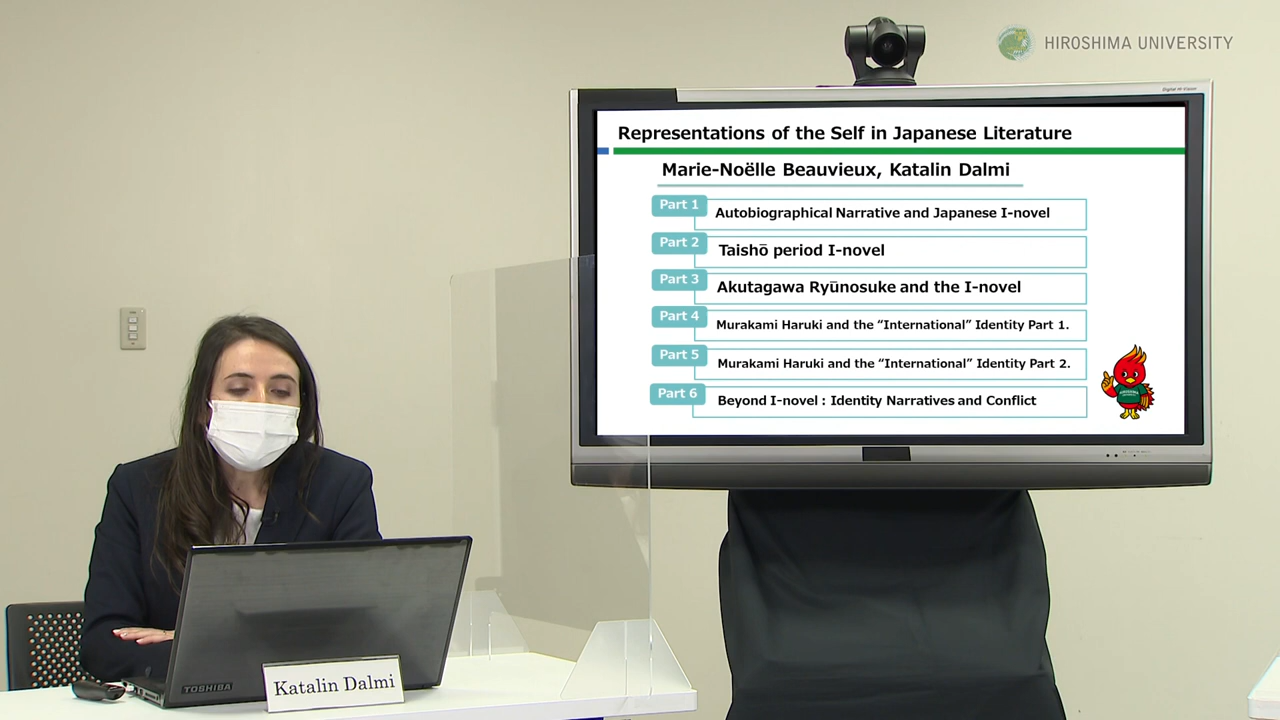 HIROSHIMA UNIVERSITY
Representations of the Self in Japanese Literature
Marie-Noëlle Beauvieux, Katalin Dalmi
Part 1
Autobiographical Narrative and Japanese I-novel
Part 2
Taishō period I-novel
Part 3
Akutagawa Ryūnosuke and the I-novel
Part 4
Murakami Haruki and the “International” Identity Part 1.
Part 5
Murakami Haruki and the “International” Identity Part 2.
Part 6
Beyond I-novel : Identity Narratives and Conflict
TOSHIBA
Katalin Dalmi